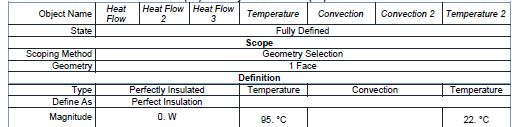 Object Name Heat Flow Heat Flow 2 Heat Flow 3 Temperature Convection Convection 2 Temperature 2
State Fully Defined
Scope
Scoping Method Geometry Selection
Geometry 1 Face
Definition
Type Perfectly Insulated Temperature Convection Temperature
Define As Perfect Insulation
Magnitude 0. W 95. °C 22. °C